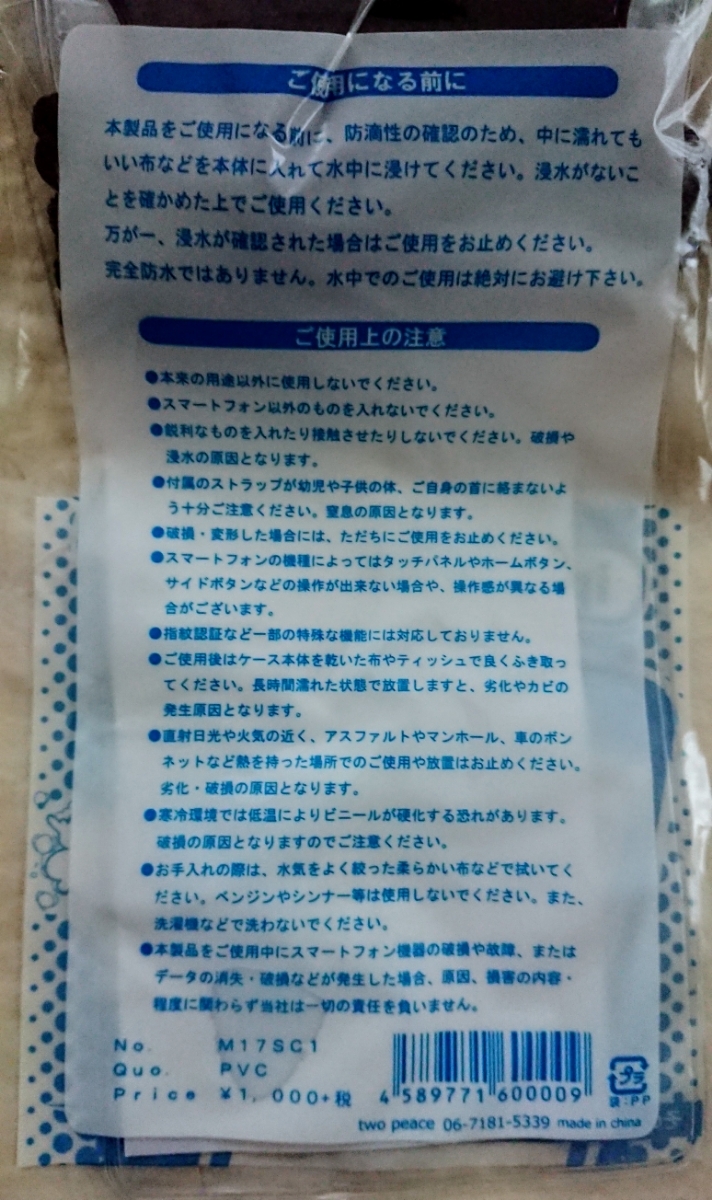 ご使用になる前に
本製品をご使用になる前に、防滴性の確認のため、中に濡れても
いい布などを本体に入れて水中に浸けてください。浸水がないこ
とを確かめた上でご使用ください。
万が一、浸水が確認された場合はご使用をお止めください。
完全防水ではありません。水中でのご使用は絶対にお避け下さい。
ご使用上の注意
●本来の用途以外に使用しないでください。
●スマートフォン以外のものを入れないでください。
●鋭利なものを入れたり接触させたりしないでください。破損や
浸水の原因となります。
●付属のストラップが幼児や子供の体、ご自身の首に絡まないよ
う十分ご注意ください。窒息の原因となります。
●破損・変形した場合には、ただちにご使用をお止めください。
●スマートフォンの機種によってはタッチパネルやホームボタン、
サイドボタンなどの操作が出来ない場合や、操作感が異なる場
合がございます。
●指紋認証など一部の特殊な機能には対応しておりません。
●ご使用後はケース本体を乾いた布やティッシュで良くふき取っ
てください。長時間濡れた状態で放置しますと、劣化やカビの
発生原因となります。
●直射日光や火気の近く、アスファルトやマンホール、車のボン
ネットなど熱を持った場所でのご使用や放置はお止めください。
劣化・破損の原因となります。
●寒冷環境では低温によりビニールが硬化する恐れがあります。
破損の原因となりますのでご注意ください。
●お手入れの際は、水気をよく絞った柔らかい布などで拭いてく
ださい。ベンジンやシンナー等は使用しないでください。また、
洗濯機などで洗わないでください。
●本製品をご使用中にスマートフォン機器の破損や故障、または
データの消失・破損などが発生した場合、原因、損害の内容・
程度に関わらず当社は一切の責任を負いません。
No. M17SC1
Quo. PVC
Price ¥1,000+税
4 589771 600009
プラ
袋:PP
two peace 06-7181-5339 made in china